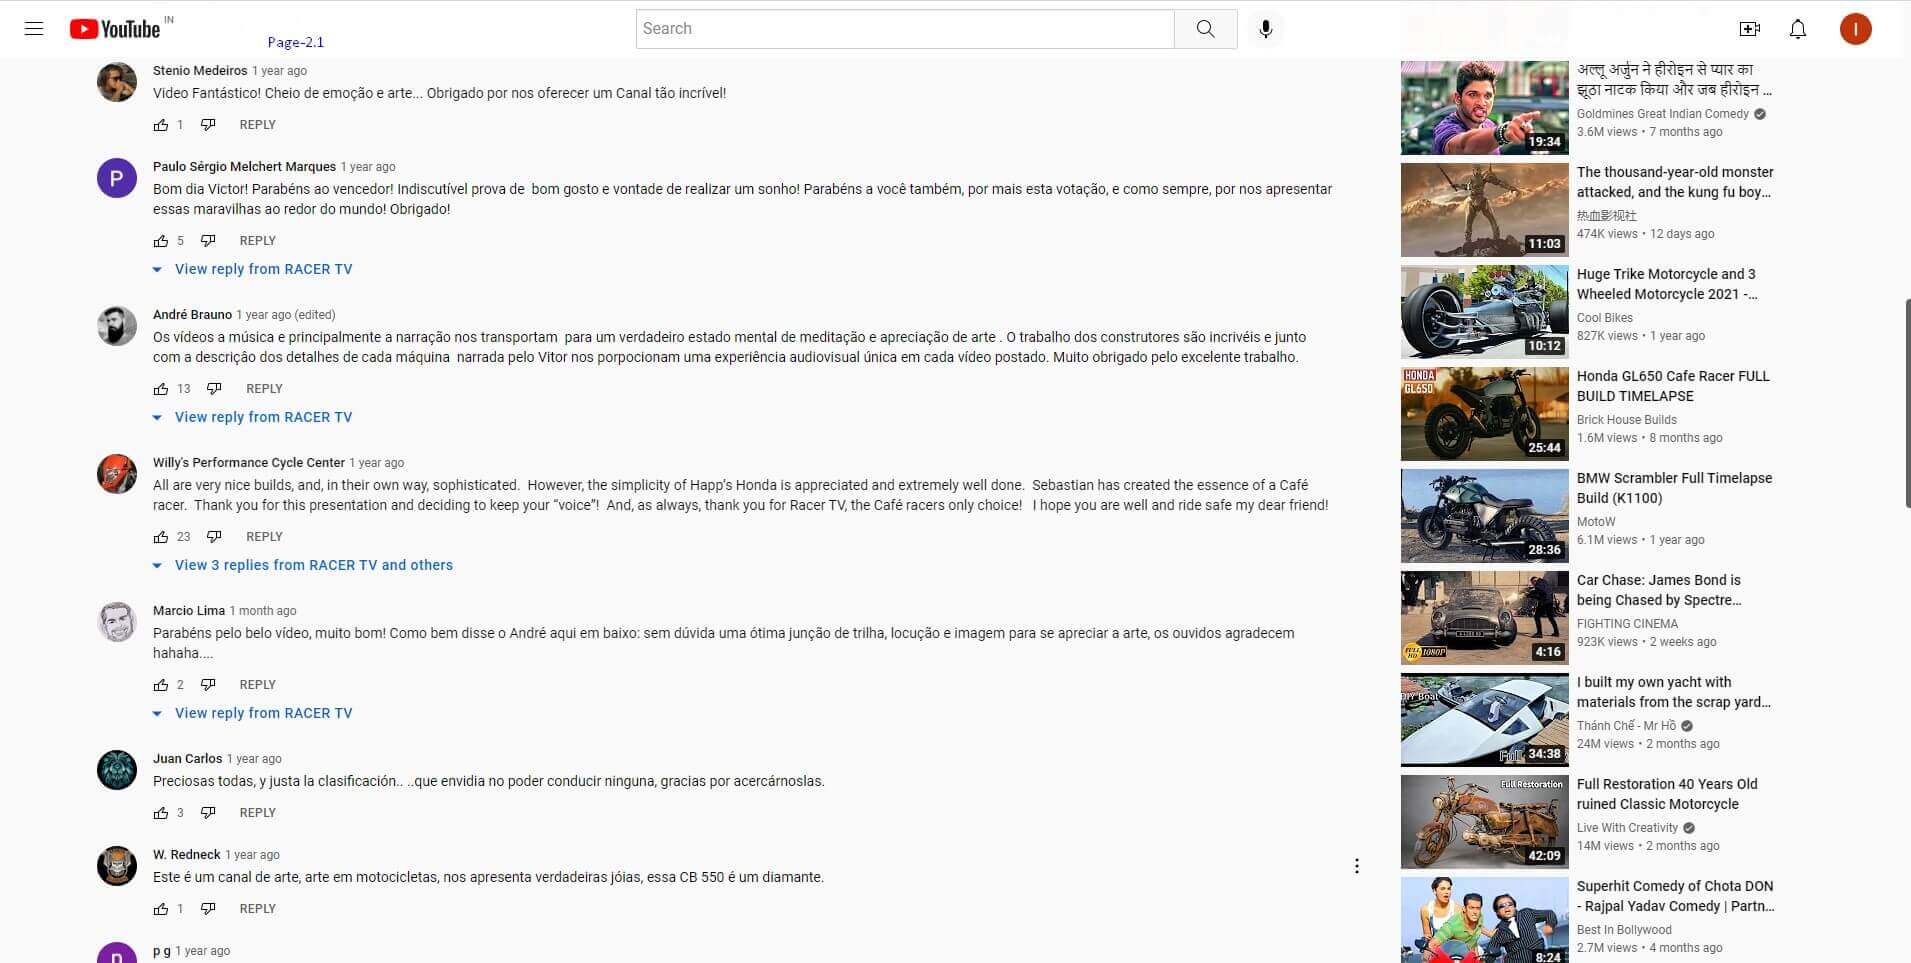 YouTube IN
Page-2.1
Search
I
Stenio Medeiros 1 year ago
Video Fantástico! Cheio de emoção e arte... Obrigado por nos oferecer um Canal tão incrível!
1 REPLY
P
Paulo Sérgio Melchert Marques 1 year ago
Bom dia Victor! Parabéns ao vencedor! Indiscutível prova de bom gosto e vontade de realizar um sonho! Parabéns a você também, por mais esta votação, e como sempre, por nos apresentar
essas maravilhas ao redor do mundo! Obrigado!
5 REPLY
View reply from RACER TV
André Brauno 1 year ago (edited)
Os vídeos a música e principalmente a narração nos transportam para um verdadeiro estado mental de meditação e apreciação de arte . O trabalho dos construtores são incrivéis e junto
com a descrição dos detalhes de cada máquina narrada pelo Vitor nos porpocionam uma experiência audiovisual única em cada vídeo postado. Muito obrigado pelo excelente trabalho.
13 REPLY
View reply from RACER TV
Willy's Performance Cycle Center 1 year ago
All are very nice builds, and, in their own way, sophisticated. However, the simplicity of Happ's Honda is appreciated and extremely well done. Sebastian has created the essence of a Café
racer. Thank you for this presentation and deciding to keep your “voice”! And, as always, thank you for Racer TV, the Café racers only choice! I hope you are well and ride safe my dear friend!
23 REPLY
View 3 replies from RACER TV and others
Marcio Lima 1 month ago
Parabéns pelo belo vídeo, muito bom! Como bem disse o André aqui em baixo: sem dúvida uma ótima junção de trilha, locução e imagem para se apreciar a arte, os ouvidos agradecem
hahaha....
2 REPLY
View reply from RACER TV
Juan Carlos 1 year ago
Preciosas todas, y justa la clasificación.. ..que envidia no poder conducir ninguna, gracias por acercárnoslas.
3 REPLY
W. Redneck 1 year ago
Este é um canal de arte, arte em motocicletas, nos apresenta verdadeiras jóias, essa CB 550 é um diamante.
1 REPLY
p
p g 1 year ago
अल्लू अर्जुन ने हीरोइन से प्यार का
झूठा नाटक किया और जब हीरोइन ...
Goldmines Great Indian Comedy
3.6M views • 7 months ago
19:34
The thousand-year-old monster
attacked, and the kung fu boy...
热血影视社
474K views • 12 days ago
11:03
Huge Trike Motorcycle and 3
Wheeled Motorcycle 2021 -...
Cool Bikes
827K views • 1 year ago
10:12
HONDA
GL650
Honda GL650 Cafe Racer FULL
BUILD TIMELAPSE
Brick House Builds
1.6M views • 8 months ago
25:44
BMW Scrambler Full Timelapse
Build (K1100)
MotoW
6.1M views • 1 year ago
28:36
Car Chase: James Bond is
being Chased by Spectre...
FIGHTING CINEMA
923K views • 2 weeks ago
FULL HD 1080P
4:16
DIY Boat
I built my own yacht with
materials from the scrap yard...
Thánh Chế - Mr Hồ
24M views • 2 months ago
Full
34:38
Full Restoration
Full Restoration 40 Years Old
ruined Classic Motorcycle
Live With Creativity
14M views • 2 months ago
42:09
Superhit Comedy of Chota DON
- Rajpal Yadav Comedy | Partn...
Best In Bollywood
2.7M views • 4 months ago
8:24